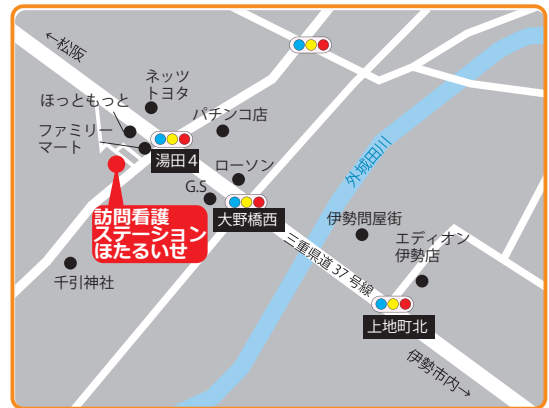 ←松阪
ネッツ
トヨタ
ほっともっと
パチンコ店
ファミリー
マート
湯田4
ローソン
G.S
大野橋西
外城田川
訪問看護
ステーション
ほたるいせ
伊勢問屋街
エディオン
伊勢店
三重県道37号線
千引神社
上地町北
伊勢市内→